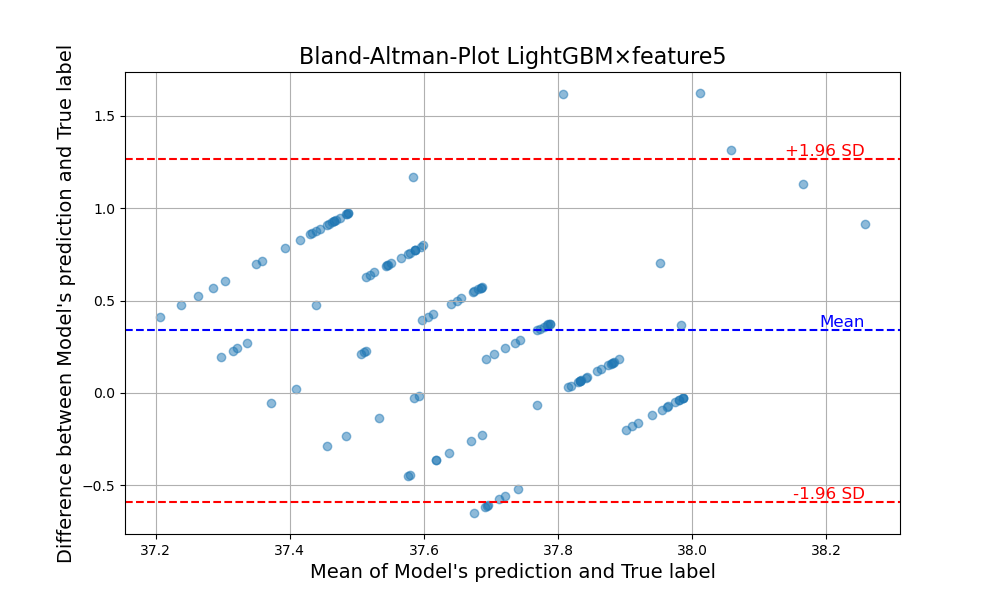 Bland-Altman-Plot LightGBM×feature5
Difference between Model's prediction and True label
1.5
1.0
0.5
0.0
−0.5
+1.96 SD
Mean
-1.96 SD
37.2 37.4 37.6 37.8 38.0 38.2
Mean of Model's prediction and True label